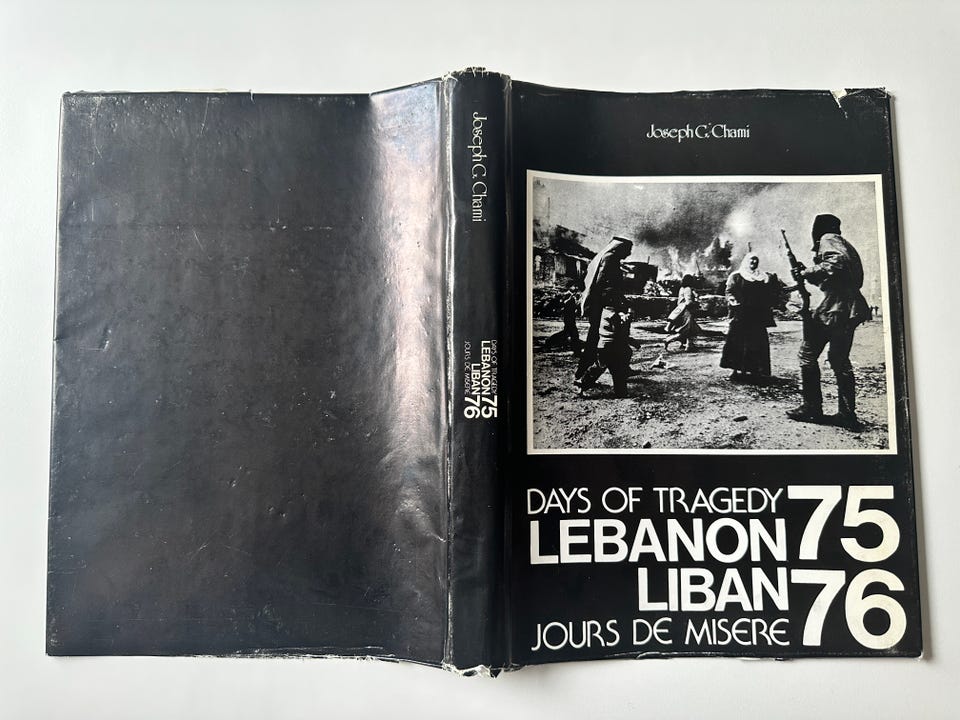 Joseph G. Chami
DAYS OF TRAGEDY
LEBANON 75
LIBAN 76
JOURS DE MISERE
Joseph G. Chami
DAYS OF TRAGEDY 75
LEBANON
LIBAN 76
JOURS DE MISERE